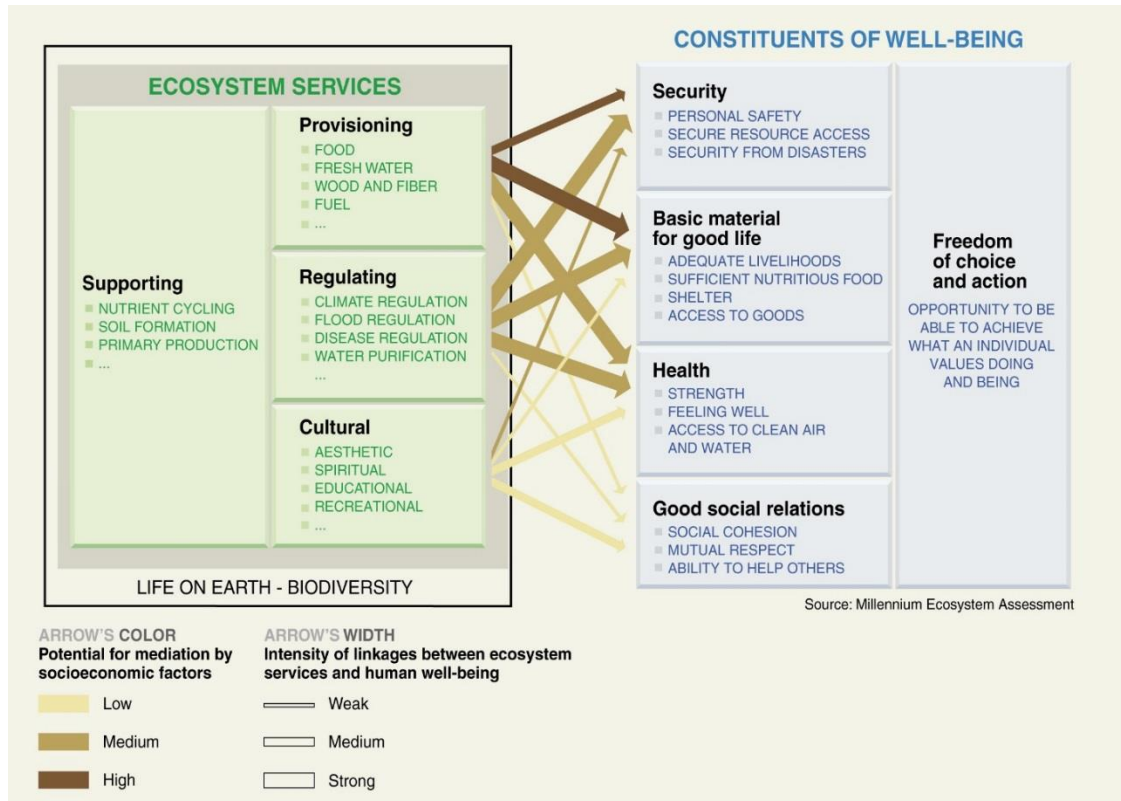 CONSTITUENTS OF WELL-BEING
ECOSYSTEM SERVICES
Supporting
NUTRIENT CYCLING
SOIL FORMATION
PRIMARY PRODUCTION
...
Provisioning
FOOD
FRESH WATER
WOOD AND FIBER
FUEL
...
Regulating
CLIMATE REGULATION
FLOOD REGULATION
DISEASE REGULATION
WATER PURIFICATION
...
Cultural
AESTHETIC
SPIRITUAL
EDUCATIONAL
RECREATIONAL
...
LIFE ON EARTH - BIODIVERSITY
Security
PERSONAL SAFETY
SECURE RESOURCE ACCESS
SECURITY FROM DISASTERS
Basic material
for good life
ADEQUATE LIVELIHOODS
SUFFICIENT NUTRITIOUS FOOD
SHELTER
ACCESS TO GOODS
Health
STRENGTH
FEELING WELL
ACCESS TO CLEAN AIR
AND WATER
Good social relations
SOCIAL COHESION
MUTUAL RESPECT
ABILITY TO HELP OTHERS
Freedom
of choice
and action
OPPORTUNITY TO BE
ABLE TO ACHIEVE
WHAT AN INDIVIDUAL
VALUES DOING
AND BEING
Source: Millennium Ecosystem Assessment
ARROW'S COLOR
Potential for mediation by
socioeconomic factors
Low
Medium
High
ARROW'S WIDTH
Intensity of linkages between ecosystem
services and human well-being
Weak
Medium
Strong